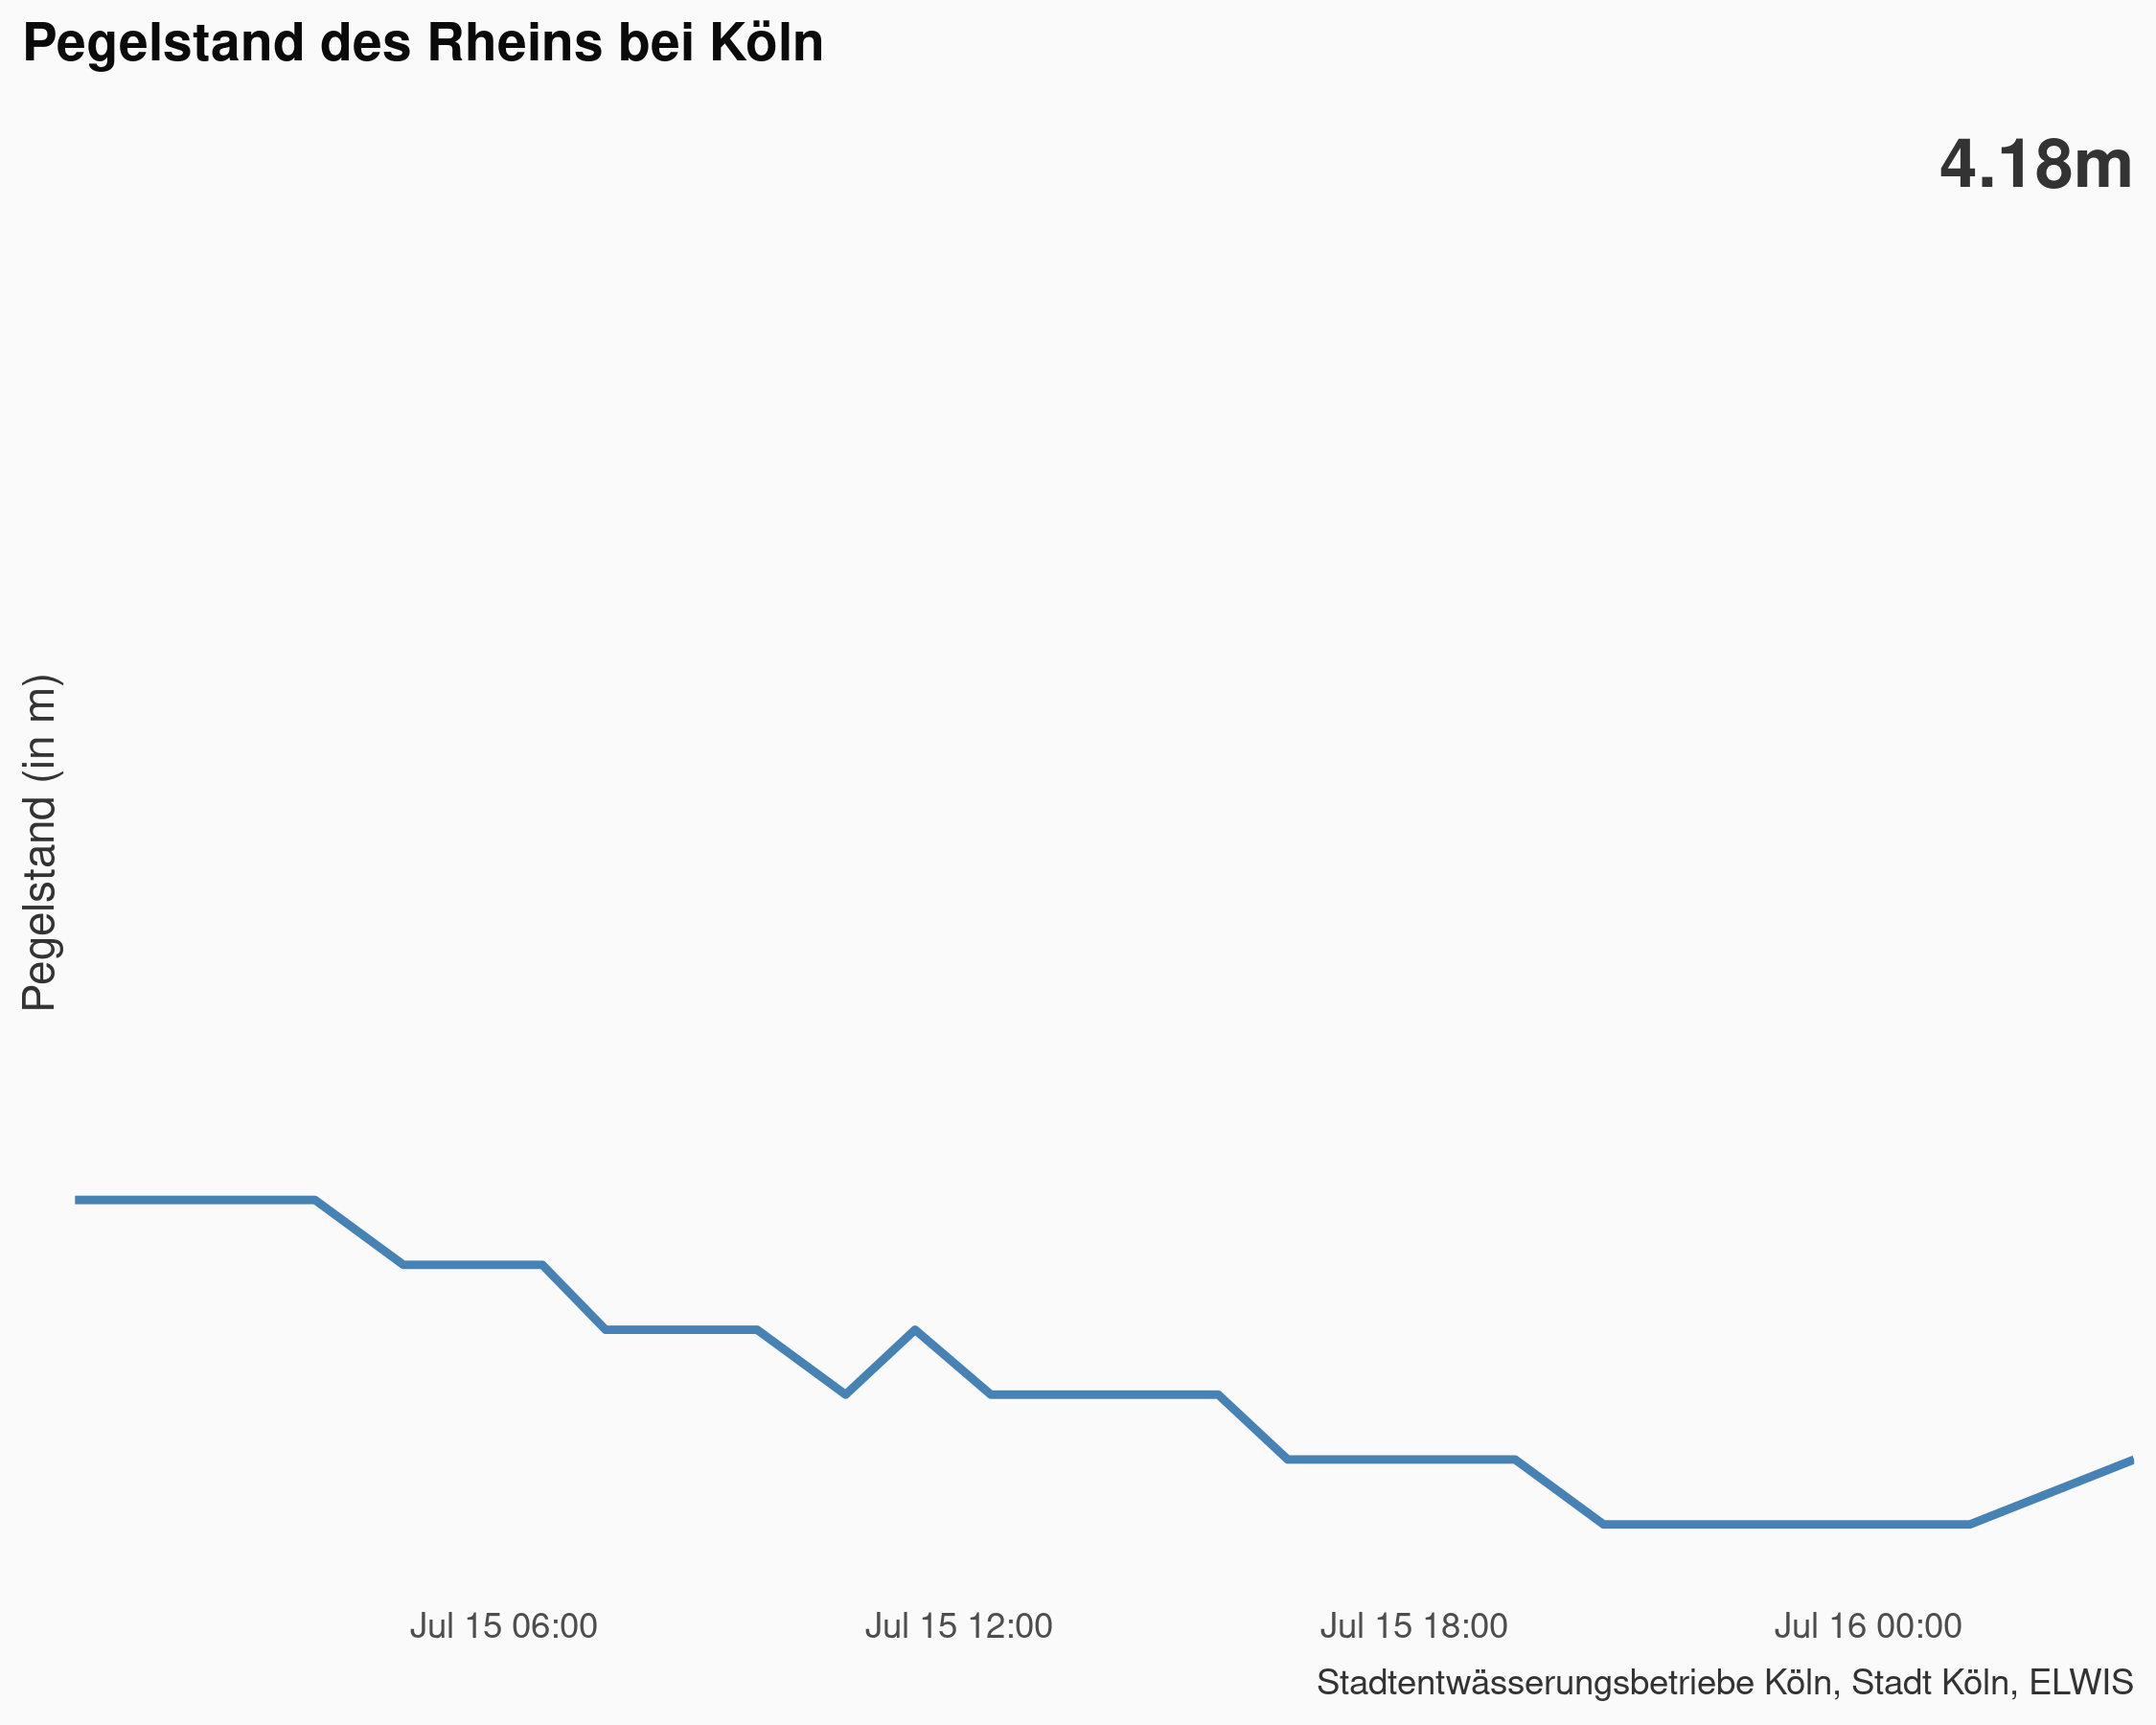 Pegelstand des Rheins bei Köln
4.18m
Pegelstand (in m)
Jul 15 06:00 Jul 15 12:00 Jul 15 18:00 Jul 16 00:00
Stadtentwässerungsbetriebe Köln, Stadt Köln, ELWIS